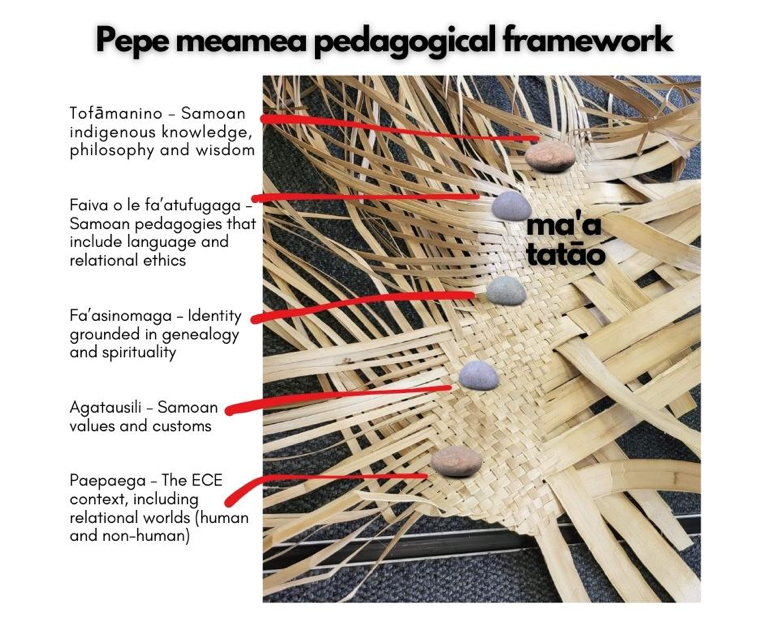 Pepe meamea pedagogical framework
Tofāmanino – Samoan
indigenous knowledge,
philosophy and wisdom
Faiva o le fa’atufugaga –
Samoan pedagogies that
include language and
relational ethics
Fa’asinomaga – Identity
grounded in genealogy
and spirituality
Agatausili – Samoan
values and customs
Paepaega – The ECE
context, including
relational worlds (human
and non-human)
ma'a
tatāo